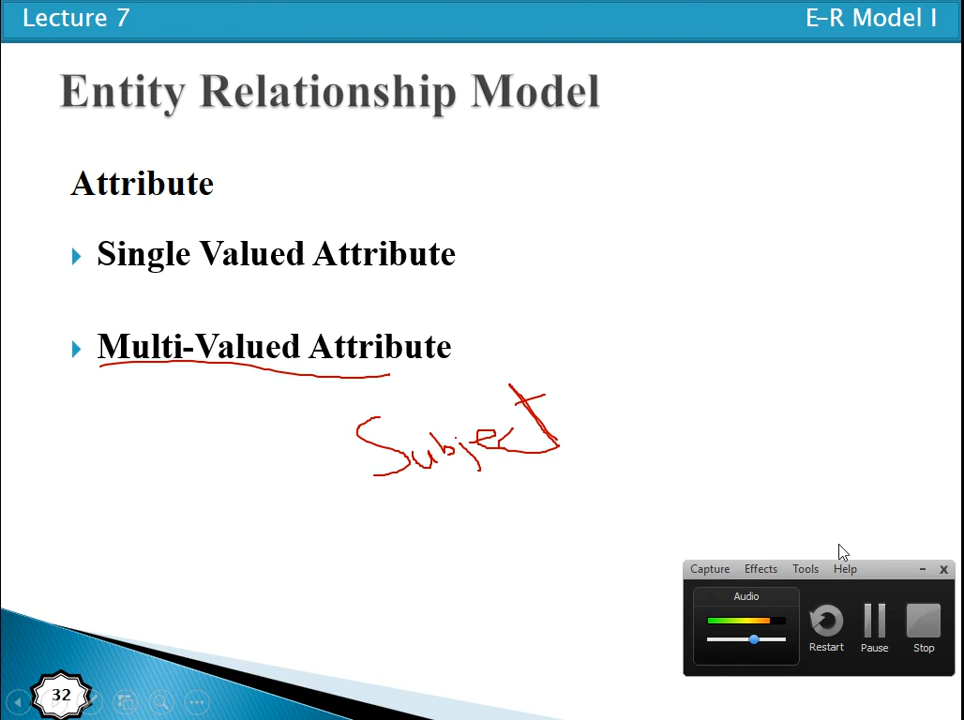 Lecture 7
E-R Model I
Entity Relationship Model
Attribute
Single Valued Attribute
Multi-Valued Attribute
Subject
Capture Effects Tools Help
Audio
Restart Pause Stop
32